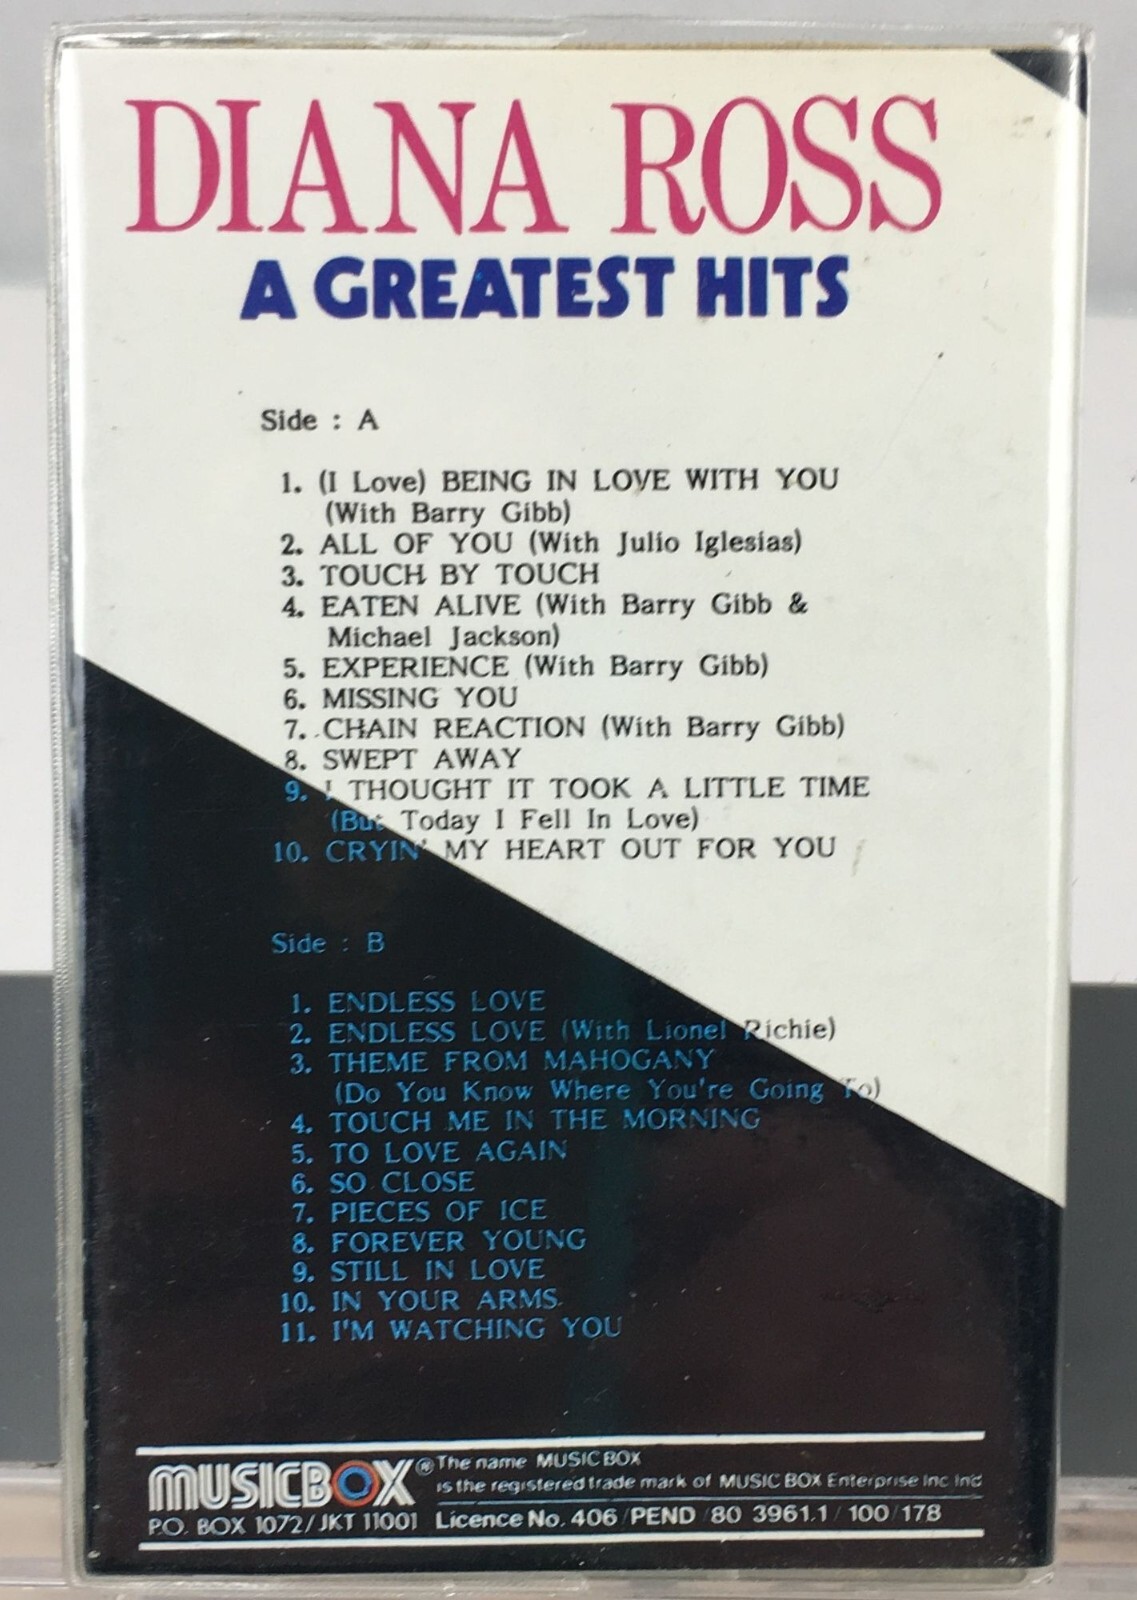 DIANA ROSS
A GREATEST HITS
Side : A
1. (I Love) BEING IN LOVE WITH YOU
(With Barry Gibb)
2. ALL OF YOU (With Julio Iglesias)
3. TOUCH BY TOUCH
4. EATEN ALIVE (With Barry Gibb &
Michael Jackson)
5. EXPERIENCE (With Barry Gibb)
6. MISSING YOU
7. CHAIN REACTION (With Barry Gibb)
8. SWEPT AWAY
9. I THOUGHT IT TOOK A LITTLE TIME
(But Today I Fell In Love)
10. CRYIN' MY HEART OUT FOR YOU
Side : B
1. ENDLESS LOVE
2. ENDLESS LOVE (With Lionel Richie)
3. THEME FROM MAHOGANY
(Do You Know Where You're Going To)
4. TOUCH ME IN THE MORNING
5. TO LOVE AGAIN
6. SO CLOSE
7. PIECES OF ICE
8. FOREVER YOUNG
9. STILL IN LOVE
10. IN YOUR ARMS
11. I'M WATCHING YOU
MUSICBOX ® The name MUSIC BOX
is the registered trade mark of MUSIC BOX Enterprise Inc Ind
P.O. BOX 1072/JKT 11001 Licence No. 406/PEND/80 3961.1/100/178